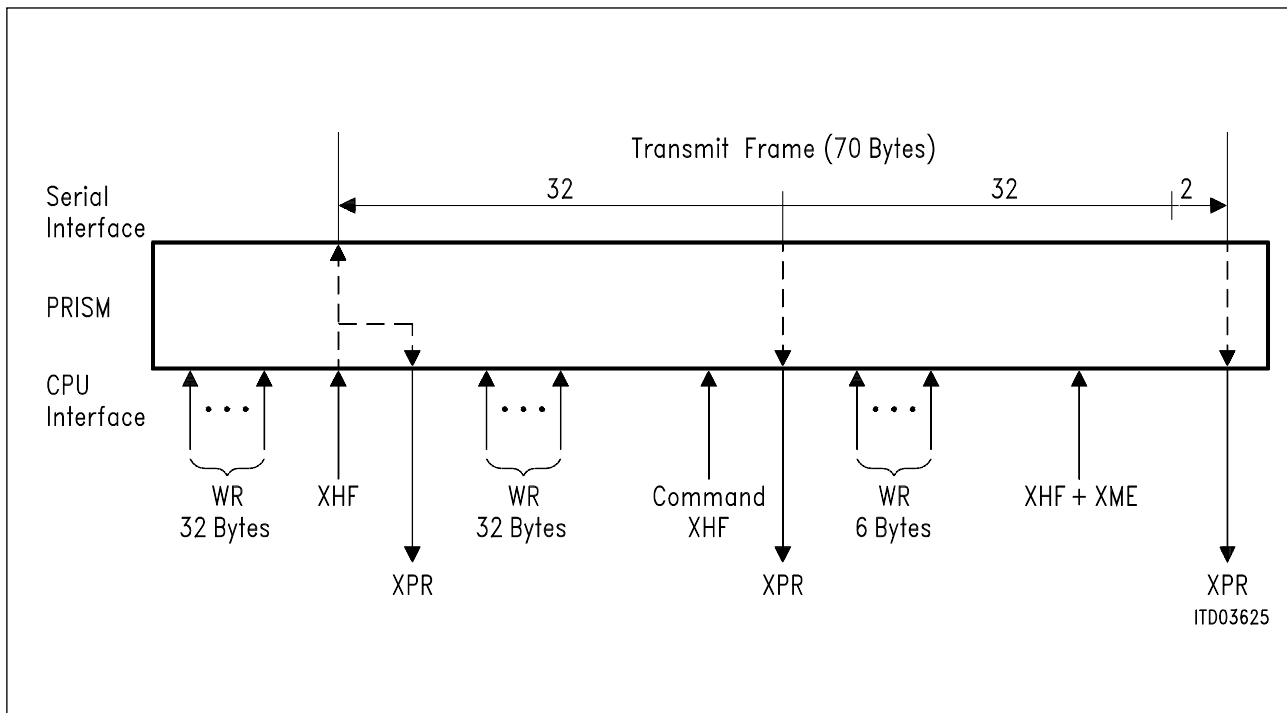 Transmit Frame (70 Bytes)
32
32
2
Serial
Interface
PRISM
CPU
Interface
• • •
• • •
• • •
WR
32 Bytes
XHF
WR
32 Bytes
Command
XHF
WR
6 Bytes
XHF + XME
XPR
XPR
XPR
ITD03625